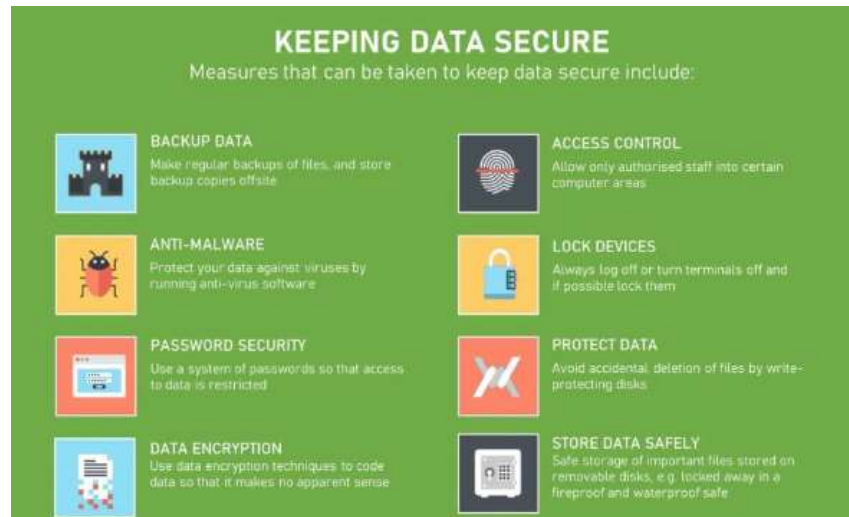 KEEPING DATA SECURE
Measures that can be taken to keep data secure include:
BACKUP DATA
Make regular backups of files, and store
backup copies offsite
ANTI-MALWARE
Protect your data against viruses by
running anti-virus software
PASSWORD SECURITY
Use a system of passwords so that access
to data is restricted
DATA ENCRYPTION
Use data encryption techniques to code
data so that it makes no apparent sense
ACCESS CONTROL
Allow only authorised staff into certain
computer areas
LOCK DEVICES
Always log off or turn terminals off and
if possible lock them
PROTECT DATA
Avoid accidental deletion of files by write-
protecting disks
STORE DATA SAFELY
Safe storage of important files stored on
removable disks, e.g. locked away in a
fireproof and waterproof safe